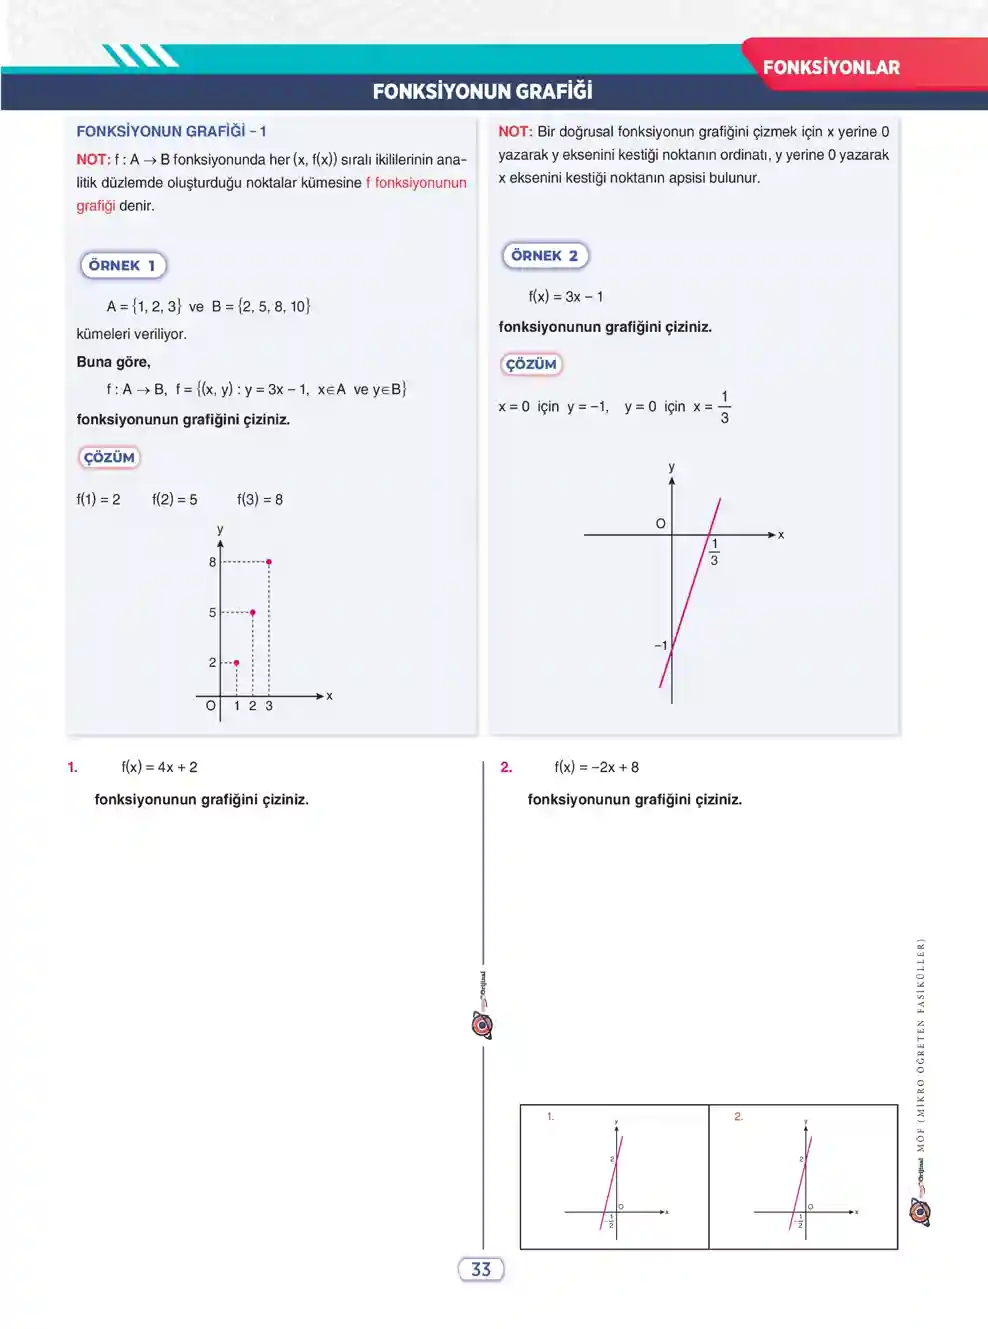 FONKSİYONLAR
FONKSİYONUN GRAFİĞİ
FONKSİYONUN GRAFİĞİ – 1
NOT: f : A → B fonksiyonunda her (x, f(x)) sıralı ikililerinin ana-
litik düzlemde oluşturduğu noktalar kümesine f fonksiyonunun
grafiği denir.
ÖRNEK 1
A = {1, 2, 3} ve B = {2, 5, 8, 10}
kümeleri veriliyor.
Buna göre,
f : A → B, f = {(x, y) : y = 3x – 1, x∈A ve y∈B}
fonksiyonunun grafiğini çiziniz.
ÇÖZÜM
f(1) = 2 f(2) = 5 f(3) = 8
y
8
5
2
O 1 2 3 x
NOT: Bir doğrusal fonksiyonun grafiğini çizmek için x yerine 0
yazarak y eksenini kestiği noktanın ordinatı, y yerine 0 yazarak
x eksenini kestiği noktanın apsisi bulunur.
ÖRNEK 2
f(x) = 3x – 1
fonksiyonunun grafiğini çiziniz.
ÇÖZÜM
x = 0 için y = –1, y = 0 için x = 1/3
y
O
x
1/3
–1
1. f(x) = 4x + 2
fonksiyonunun grafiğini çiziniz.
2. f(x) = –2x + 8
fonksiyonunun grafiğini çiziniz.
Orijinal
1.
y
2
O
x
–1/2
2.
y
2
O
x
–1/2
Orijinal MÖF (MİKRO ÖĞRETEN FASİKÜLLER)
33